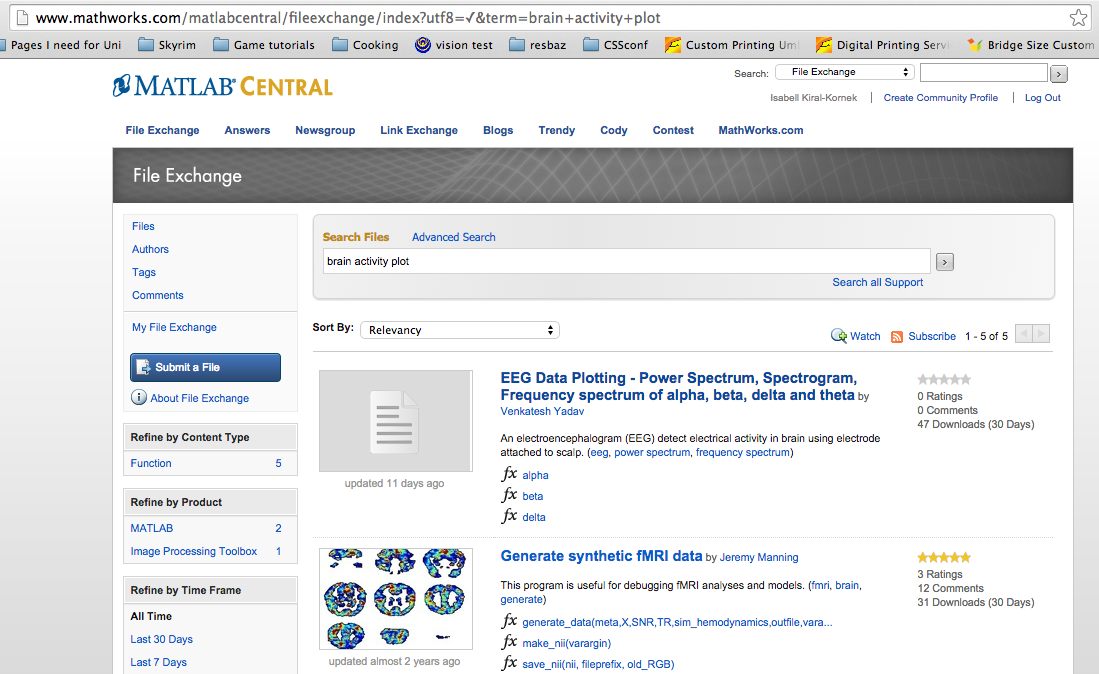 www.mathworks.com/matlabcentral/fileexchange/index?utf8=✓&term=brain+activity+plot
Pages I need for Uni
Skyrim
Game tutorials
Cooking
vision test
resbaz
CSSconf
Custom Printing Um
Digital Printing Servi
Bridge Size Custom
MATLAB® CENTRAL
Search: File Exchange
Isabell Kiral-Kornek | Create Community Profile | Log Out
File Exchange Answers Newsgroup Link Exchange Blogs Trendy Cody Contest MathWorks.com
File Exchange
Files
Authors
Tags
Comments
My File Exchange
Submit a File
About File Exchange
Refine by Content Type
Function 5
Refine by Product
MATLAB 2
Image Processing Toolbox 1
Refine by Time Frame
All Time
Last 30 Days
Last 7 Days
Search Files Advanced Search
brain activity plot
Search all Support
Sort By: Relevancy
Watch Subscribe 1 - 5 of 5
updated 11 days ago
EEG Data Plotting - Power Spectrum, Spectrogram,
Frequency spectrum of alpha, beta, delta and theta by
Venkatesh Yadav
An electroencephalogram (EEG) detect electrical activity in brain using electrode
attached to scalp. (eeg, power spectrum, frequency spectrum)
fx alpha
fx beta
fx delta
0 Ratings
0 Comments
47 Downloads (30 Days)
updated almost 2 years ago
Generate synthetic fMRI data by Jeremy Manning
This program is useful for debugging fMRI analyses and models. (fmri, brain,
generate)
fx generate_data(meta,X,SNR,TR,sim_hemodynamics,outfile,vara...
fx make_nii(varargin)
fx save_nii(nii, fileprefix, old_RGB)
3 Ratings
12 Comments
31 Downloads (30 Days)